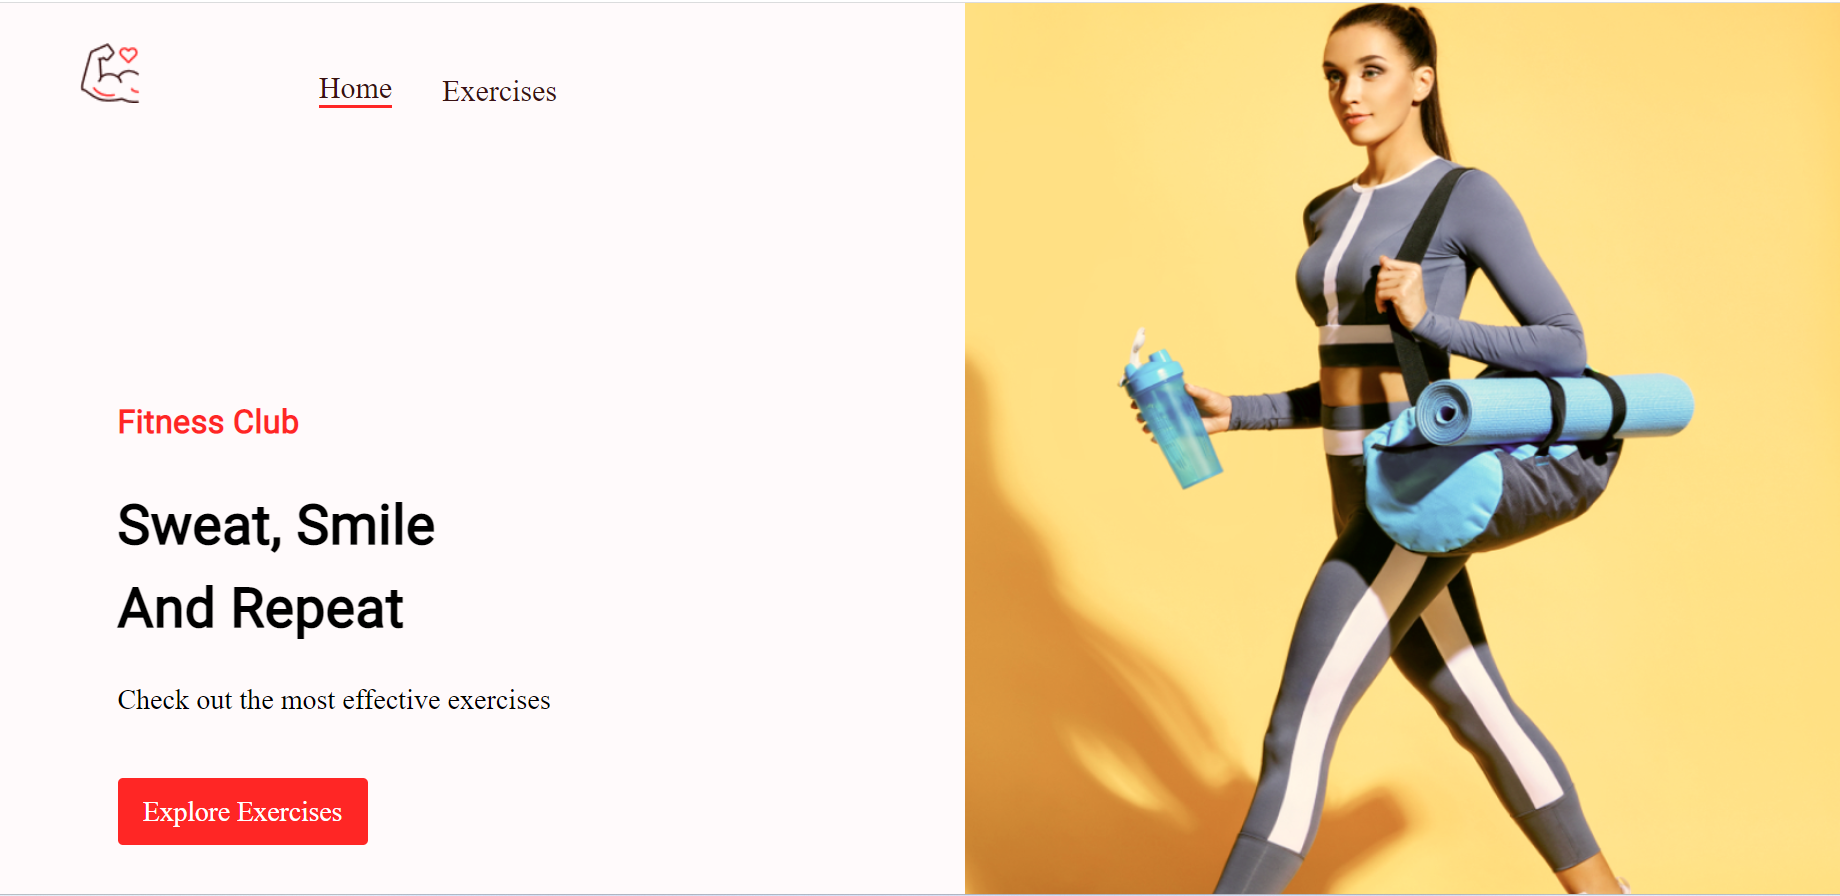 Home
Exercises
Fitness Club
Sweat, Smile
And Repeat
Check out the most effective exercises
Explore Exercises